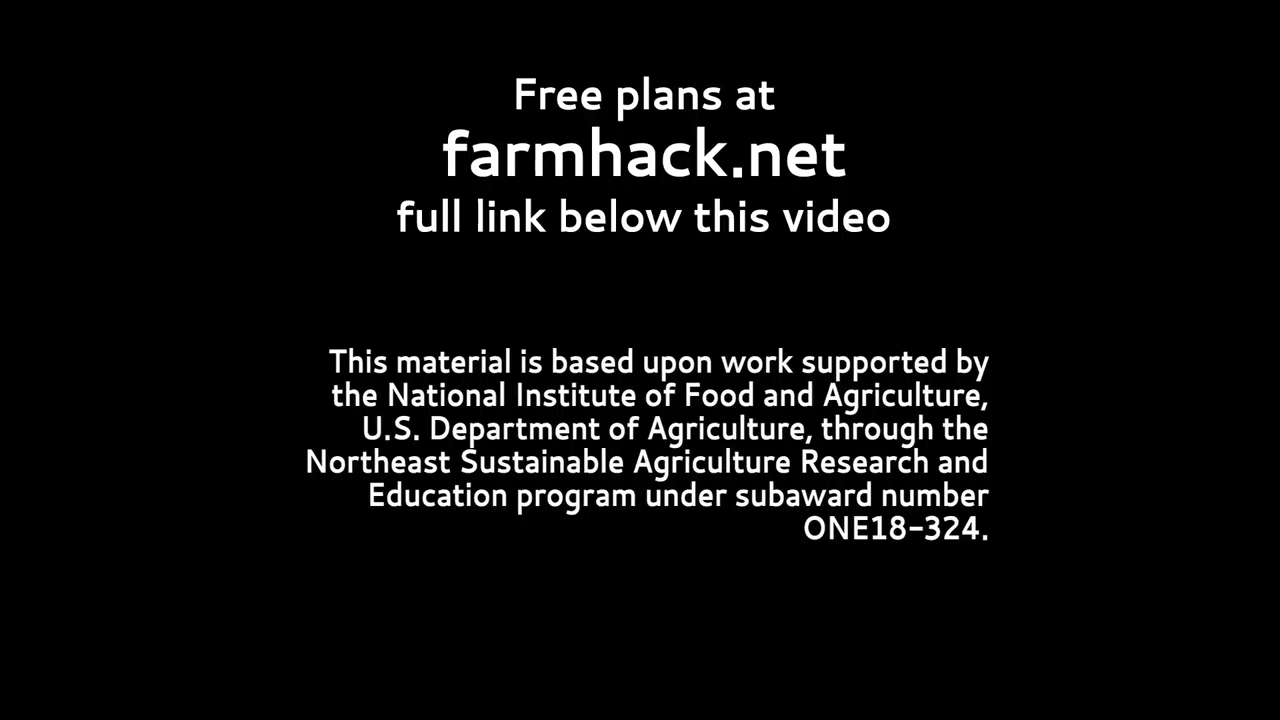 Free plans at
farmhack.net
full link below this video
This material is based upon work supported by
the National Institute of Food and Agriculture,
U.S. Department of Agriculture, through the
Northeast Sustainable Agriculture Research and
Education program under subaward number
ONE18-324.